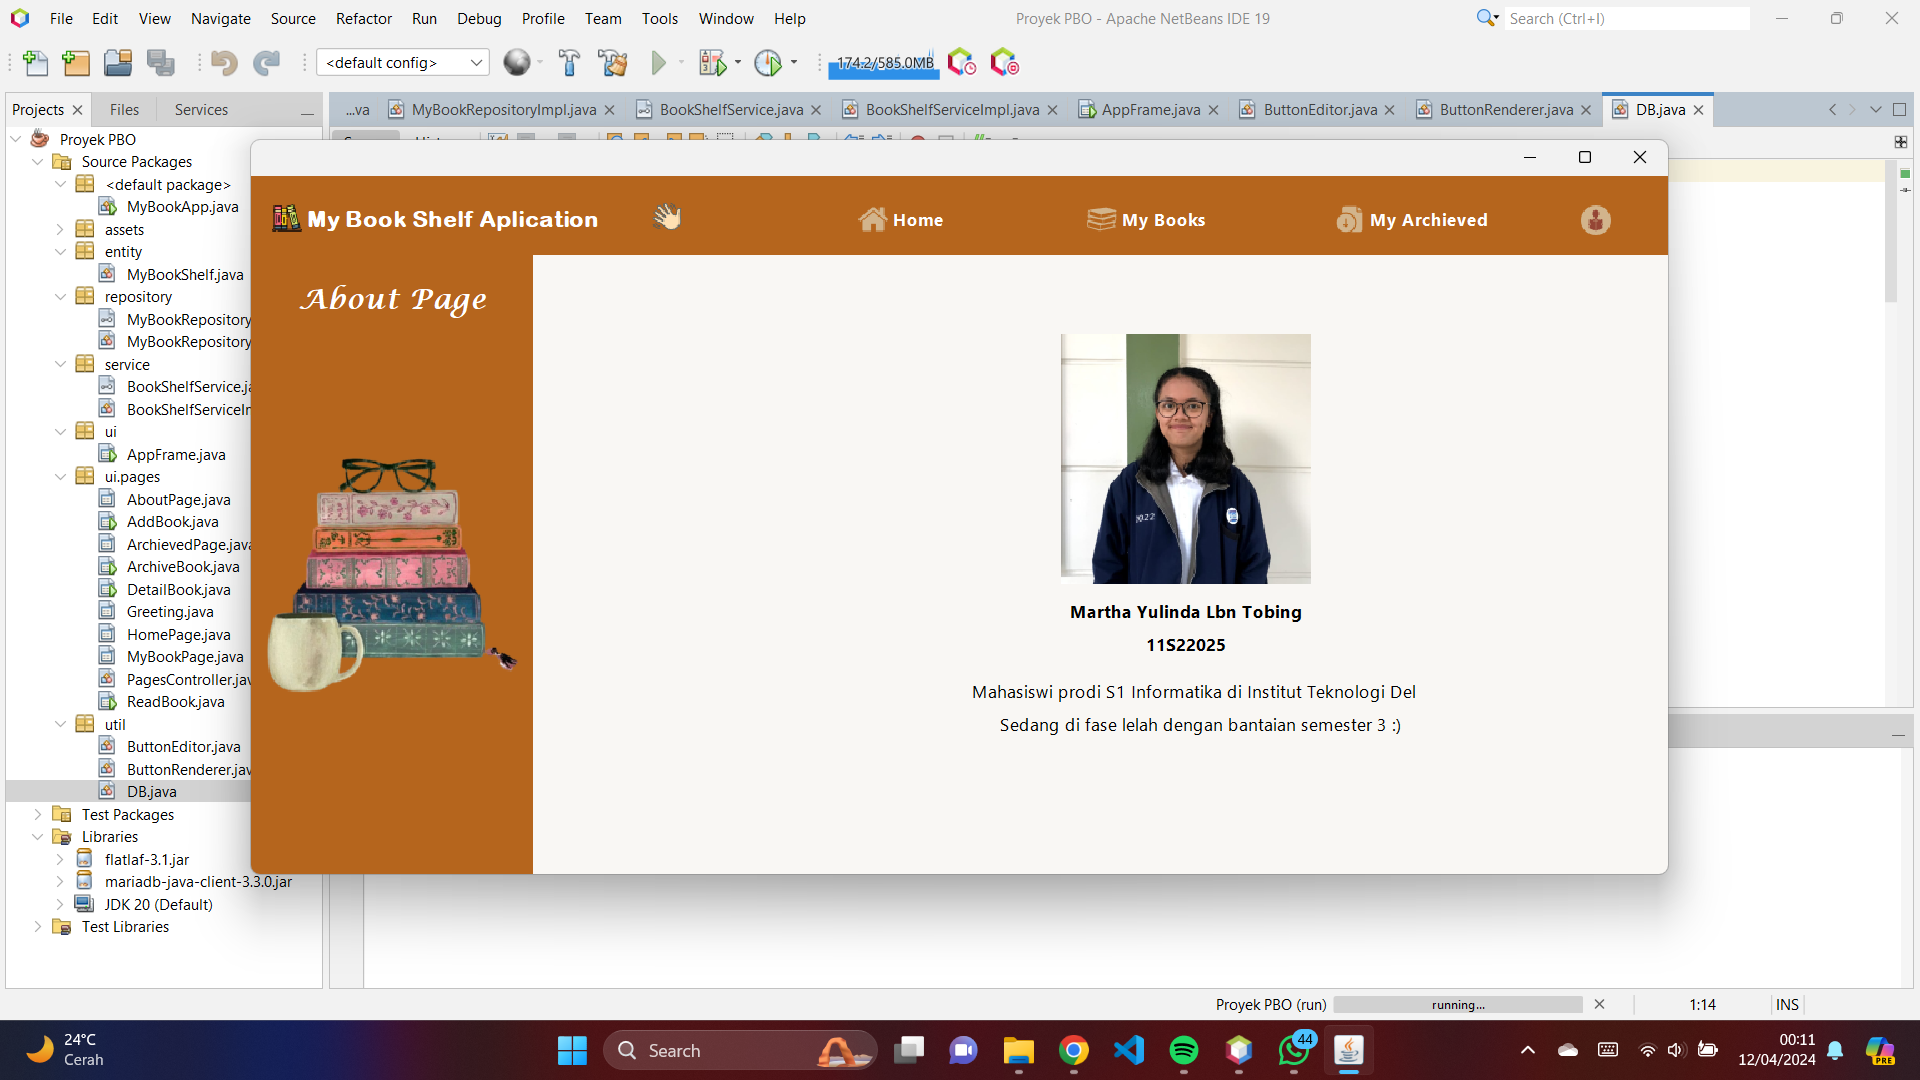 File Edit View Navigate Source Refactor Run Debug Profile Team Tools Window Help
Proyek PBO - Apache NetBeans IDE 19
Search (Ctrl+I)
<default config>
174.2/585.0MB
Projects
Files
Services
...va
MyBookRepositoryImpl.java
BookShelfService.java
BookShelfServiceImpl.java
AppFrame.java
ButtonEditor.java
ButtonRenderer.java
DB.java
Proyek PBO
Source Packages
<default package>
MyBookApp.java
assets
entity
MyBookShelf.java
repository
MyBookRepository
MyBookRepository
service
BookShelfService.ja
BookShelfServiceIm
ui
AppFrame.java
ui.pages
AboutPage.java
AddBook.java
ArchievedPage.java
ArchiveBook.java
DetailBook.java
Greeting.java
HomePage.java
MyBookPage.java
PagesController.jav
ReadBook.java
util
ButtonEditor.java
ButtonRenderer.jav
DB.java
Test Packages
Libraries
flatlaf-3.1.jar
mariadb-java-client-3.3.0.jar
JDK 20 (Default)
Test Libraries
My Book Shelf Aplication
Home
My Books
My Archieved
About Page
Martha Yulinda Lbn Tobing
11S22025
Mahasiswi prodi S1 Informatika di Institut Teknologi Del
Sedang di fase lelah dengan bantaian semester 3 :)
Proyek PBO (run)
running...
1:14
INS
24°C
Cerah
Search
44
00:11
12/04/2024
PRE